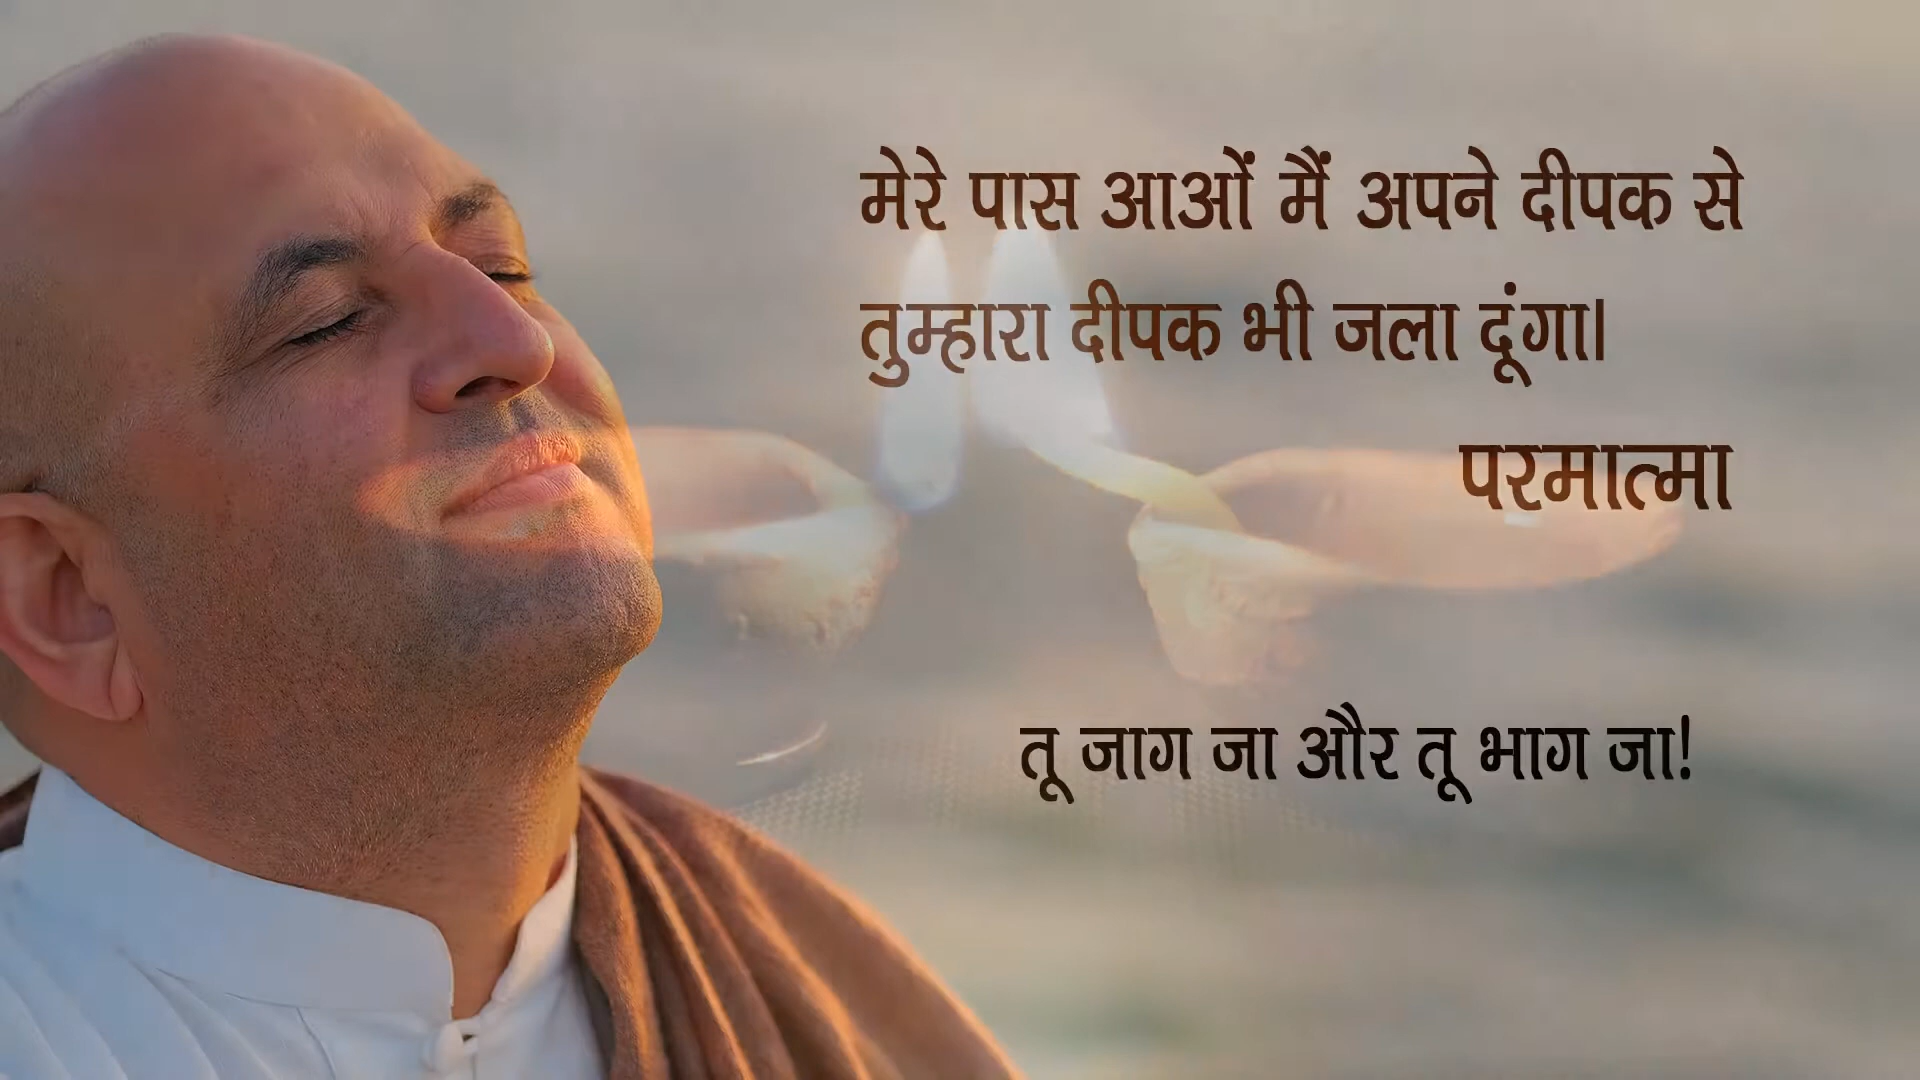 मेरे पास आओं मैं अपने दीपक से
तुम्हारा दीपक भी जला दूंगा।
परमात्मा
तू जाग जा और तू भाग जा!